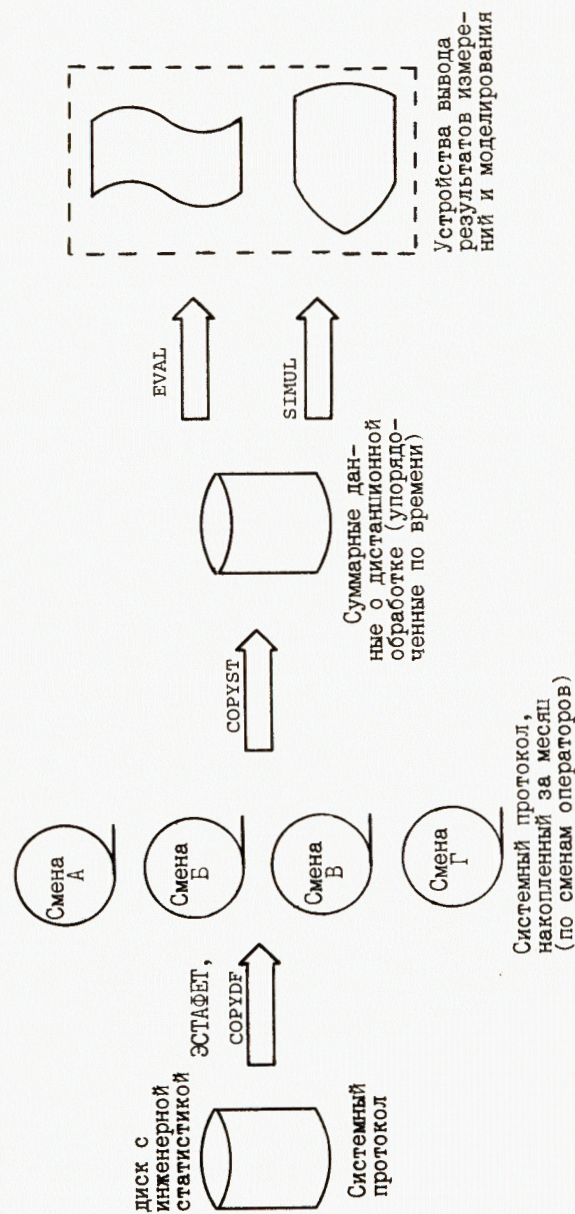 диск с
инженерной
статистикой
Системный
протокол
ЭСТАФЕТ,
COPYDF
Смена
А
Смена
Б
Смена
В
Смена
Г
Системный протокол,
накопленный за месяц
(по сменам операторов)
COPYST
Суммарные дан-
ные о дистанционной
обработке (упорядо-
ченные по времени)
EVAL
SIMUL
Устройства вывода
результатов измере-
ний и моделирования